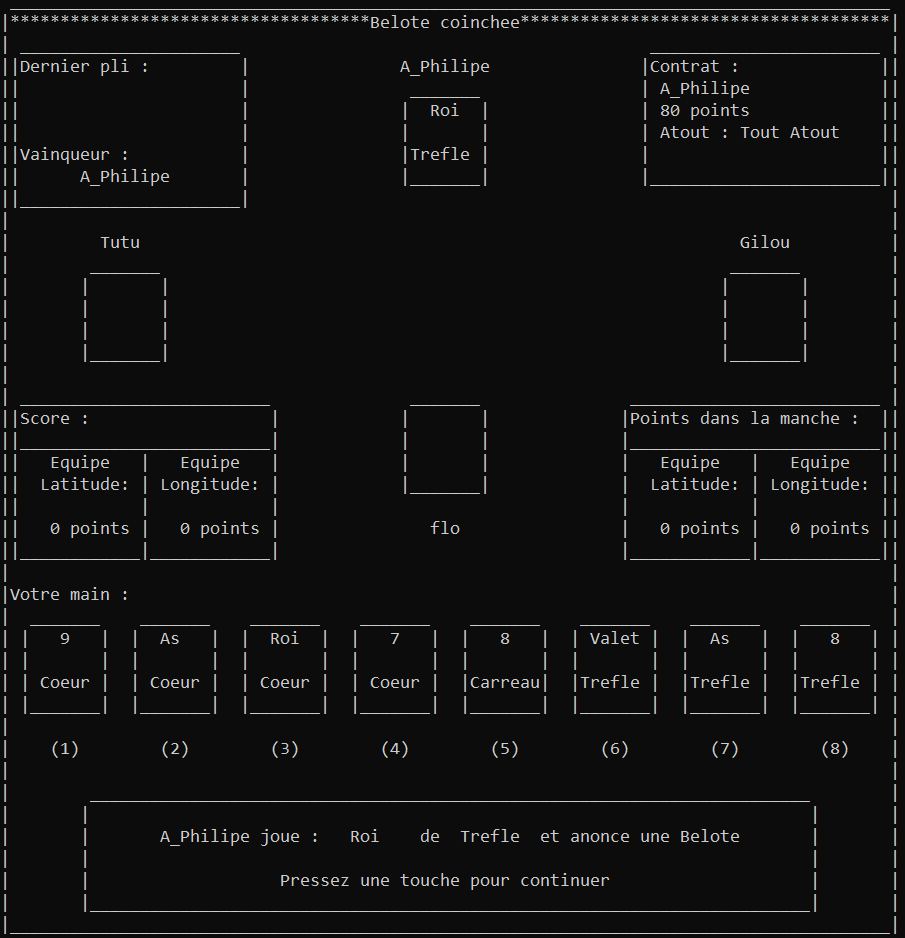 ************************************Belote coinchee*************************************
Dernier pli :
Vainqueur :
A_Philipe
A_Philipe
Roi
Trefle
Contrat :
A_Philipe
80 points
Atout : Tout Atout
Tutu
Gilou
Score :
Equipe Equipe
Latitude: Longitude:
0 points 0 points
flo
Points dans la manche :
Equipe Equipe
Latitude: Longitude:
0 points 0 points
Votre main :
9 As Roi 7 8 Valet As 8
Coeur Coeur Coeur Coeur Carreau Trefle Trefle Trefle
(1) (2) (3) (4) (5) (6) (7) (8)
A_Philipe joue : Roi de Trefle et anonce une Belote
Pressez une touche pour continuer